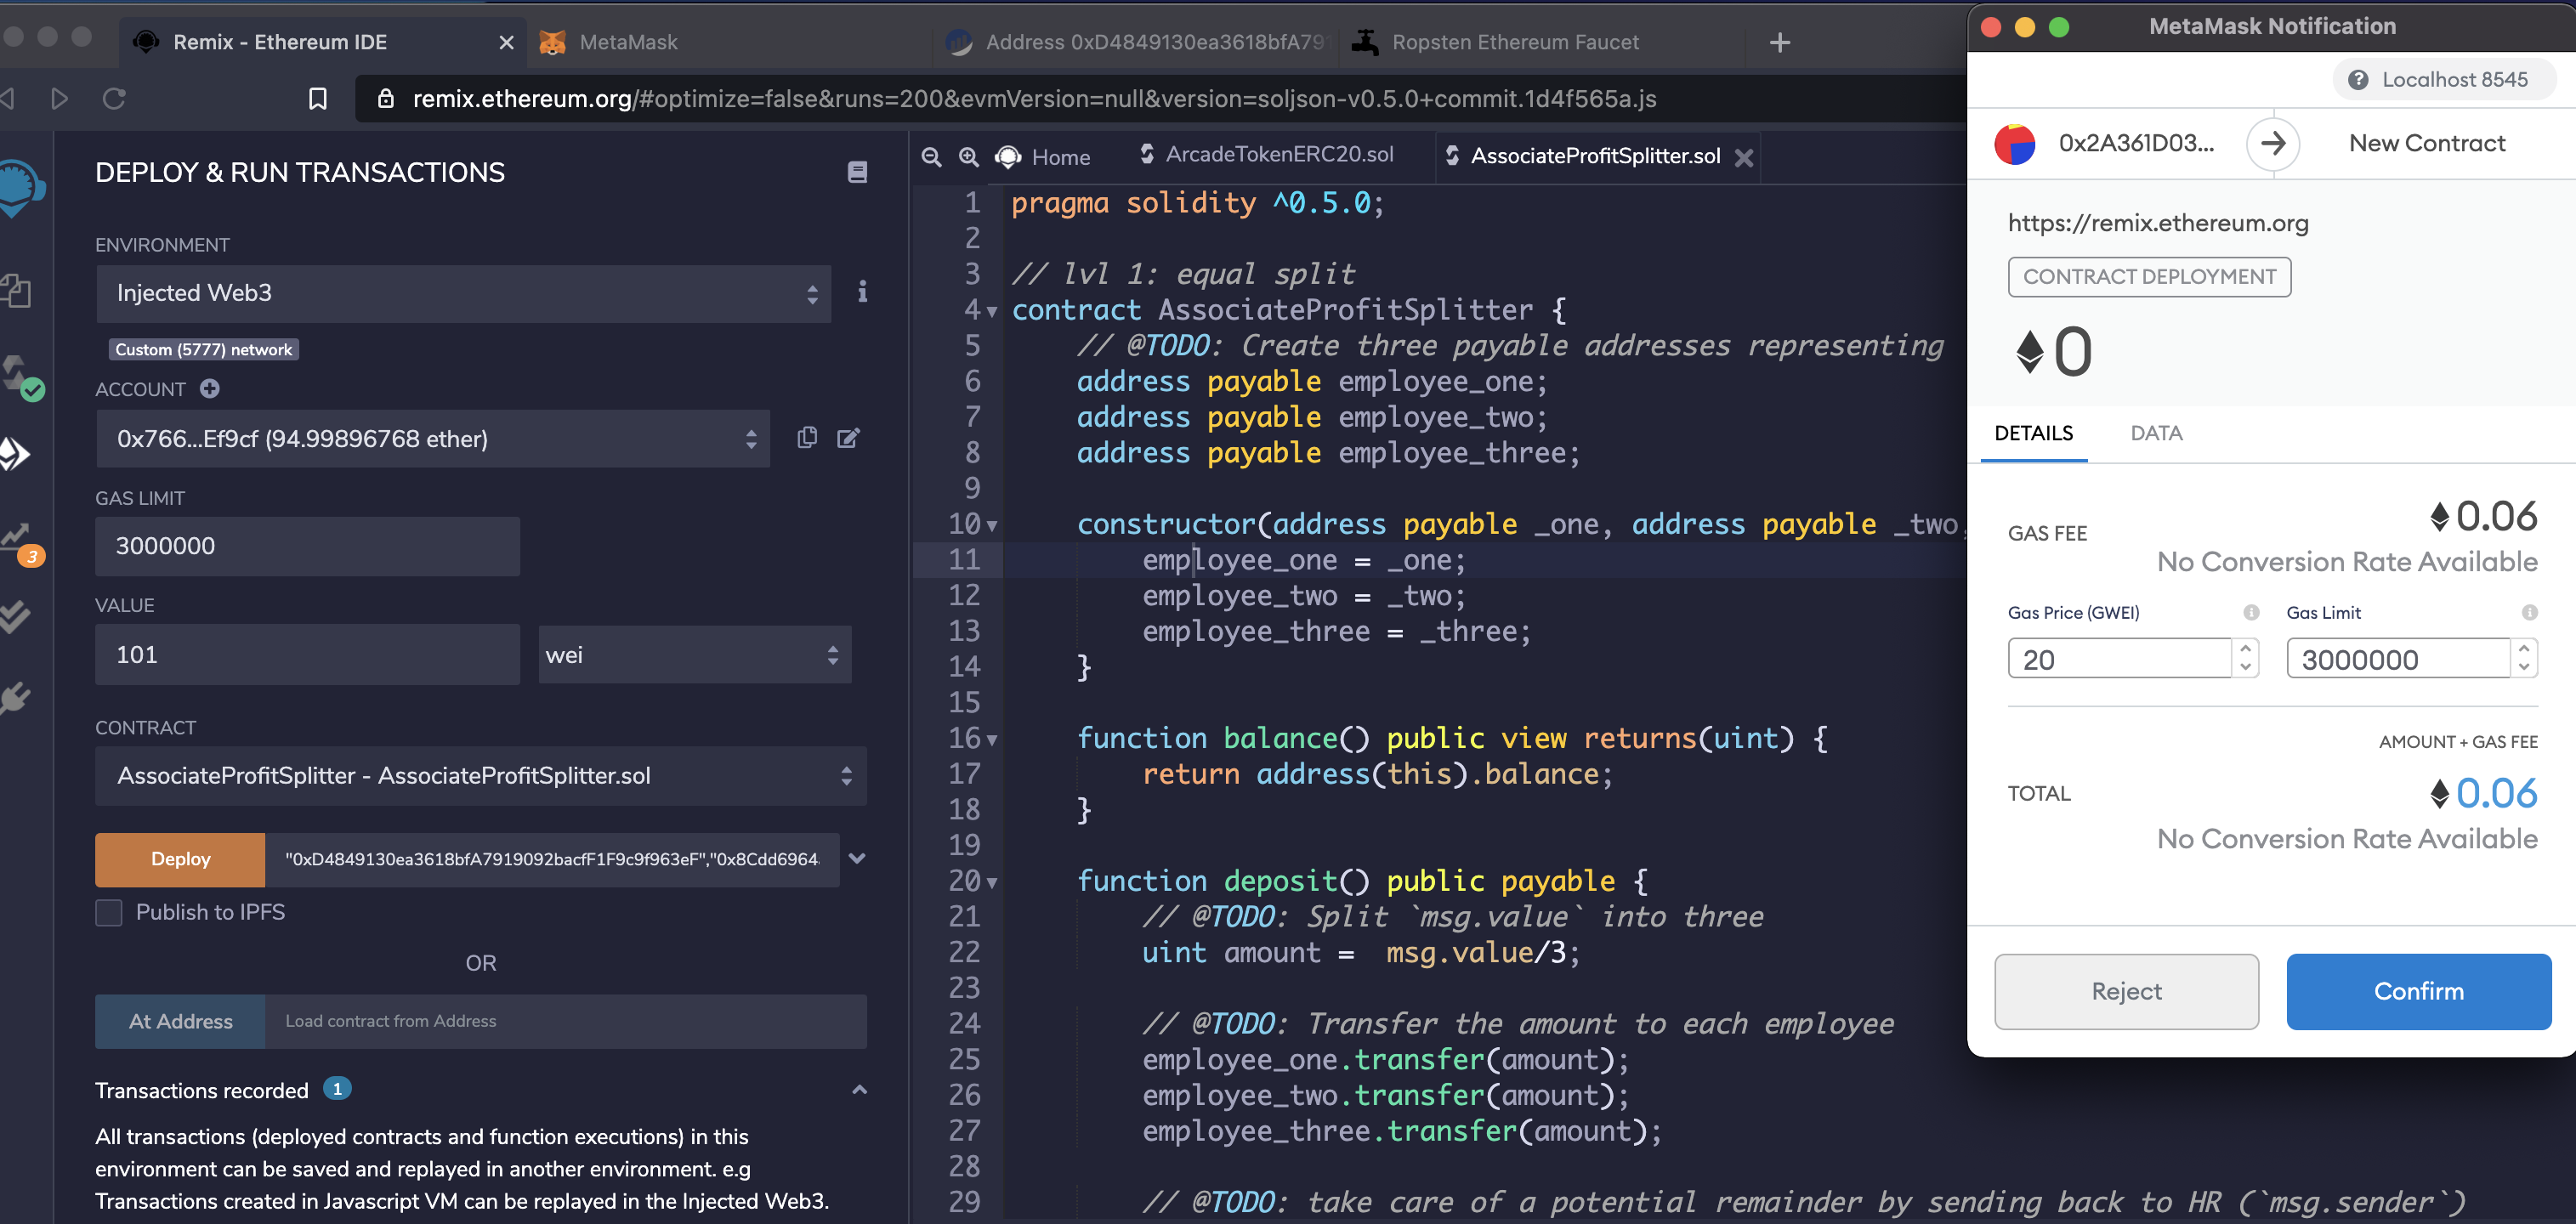 Remix - Ethereum IDE
MetaMask
Address 0xD4849130ea3618bfA791
Ropsten Ethereum Faucet
remix.ethereum.org/#optimize=false&runs=200&evmVersion=null&version=soljson-v0.5.0+commit.1d4f565a.js
DEPLOY & RUN TRANSACTIONS
ENVIRONMENT
Injected Web3
i
Custom (5777) network
ACCOUNT
0x766...Ef9cf (94.99896768 ether)
GAS LIMIT
3000000
3
VALUE
101
wei
CONTRACT
AssociateProfitSplitter - AssociateProfitSplitter.sol
Deploy
"0xD4849130ea3618bfA7919092bacfF1F9c9f963eF","0x8Cdd6964
Publish to IPFS
OR
At Address
Load contract from Address
Transactions recorded 1
All transactions (deployed contracts and function executions) in this
environment can be saved and replayed in another environment. e.g
Transactions created in Javascript VM can be replayed in the Injected Web3.
Home
ArcadeTokenERC20.sol
AssociateProfitSplitter.sol
1 pragma solidity ^0.5.0;
2
3 // lvl 1: equal split
4 contract AssociateProfitSplitter {
5 // @TODO: Create three payable addresses representing
6 address payable employee_one;
7 address payable employee_two;
8 address payable employee_three;
9
10 constructor(address payable _one, address payable _two,
11 employee_one = _one;
12 employee_two = _two;
13 employee_three = _three;
14 }
15
16 function balance() public view returns(uint) {
17 return address(this).balance;
18 }
19
20 function deposit() public payable {
21 // @TODO: Split `msg.value` into three
22 uint amount =  msg.value/3;
23
24 // @TODO: Transfer the amount to each employee
25 employee_one.transfer(amount);
26 employee_two.transfer(amount);
27 employee_three.transfer(amount);
28
29 // @TODO: take care of a potential remainder by sending back to HR (`msg.sender`)
MetaMask Notification
? Localhost 8545
0x2A361D03...
New Contract
https://remix.ethereum.org
CONTRACT DEPLOYMENT
0
DETAILS
DATA
GAS FEE
0.06
No Conversion Rate Available
Gas Price (GWEI)
Gas Limit
20
3000000
AMOUNT + GAS FEE
TOTAL
0.06
No Conversion Rate Available
Reject
Confirm